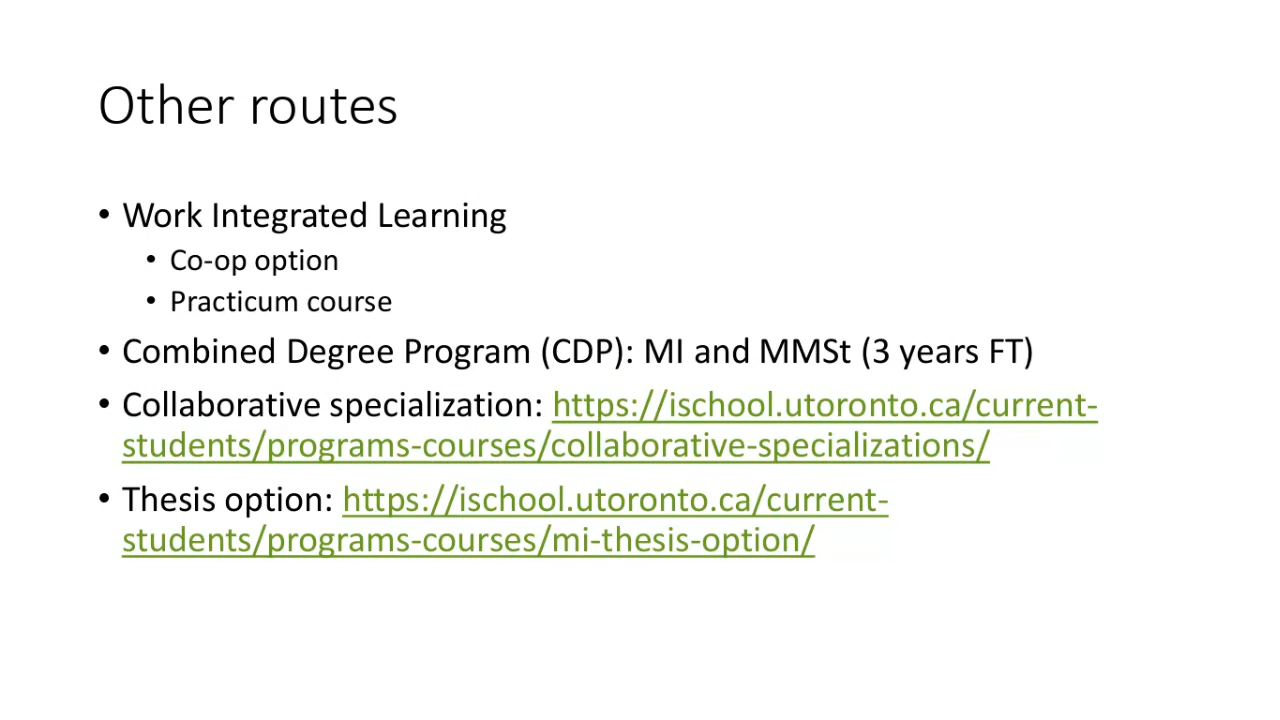 Other routes
• Work Integrated Learning
• Co-op option
• Practicum course
• Combined Degree Program (CDP): MI and MMSt (3 years FT)
• Collaborative specialization: https://ischool.utoronto.ca/current-
students/programs-courses/collaborative-specializations/
• Thesis option: https://ischool.utoronto.ca/current-
students/programs-courses/mi-thesis-option/